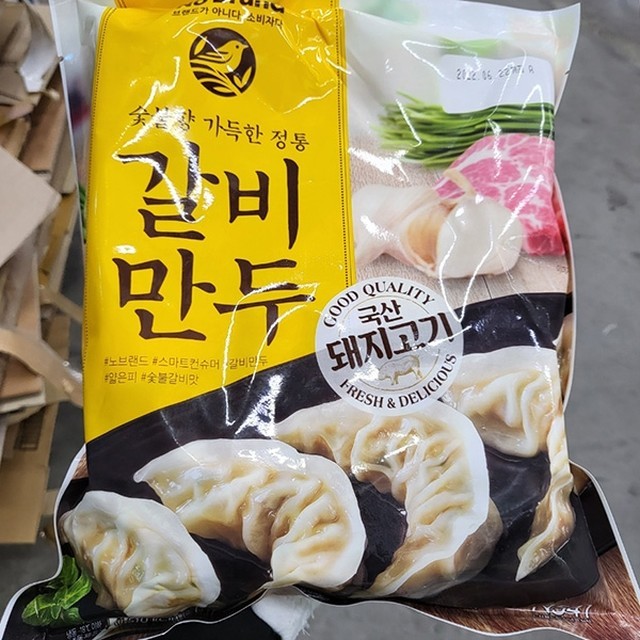 Brand
브랜드가 아니다. 소비자다.
숯불향 가득한 정통
갈비
만두
#노브랜드 #스마트컨슈머 #갈비만두
#얇은피 #숯불갈비맛
GOOD QUALITY
국산
돼지고기
FRESH & DELICIOUS